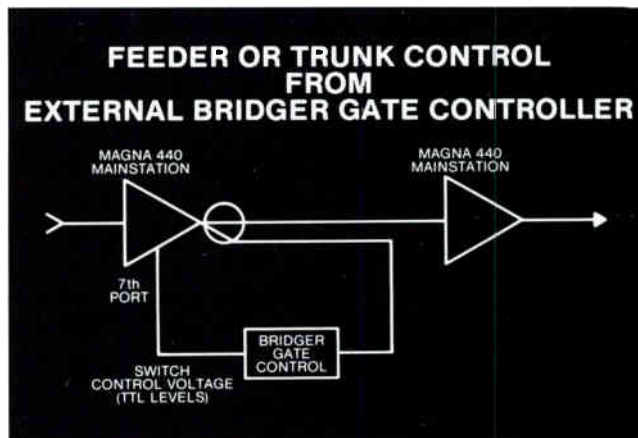 FEEDER OR TRUNK CONTROL
FROM
EXTERNAL BRIDGER GATE CONTROLLER
MAGNA 440
MAINSTATION
MAGNA 440
MAINSTATION
7th
PORT
BRIDGER
GATE
CONTROL
SWITCH
CONTROL VOLTAGE
(TTL LEVELS)